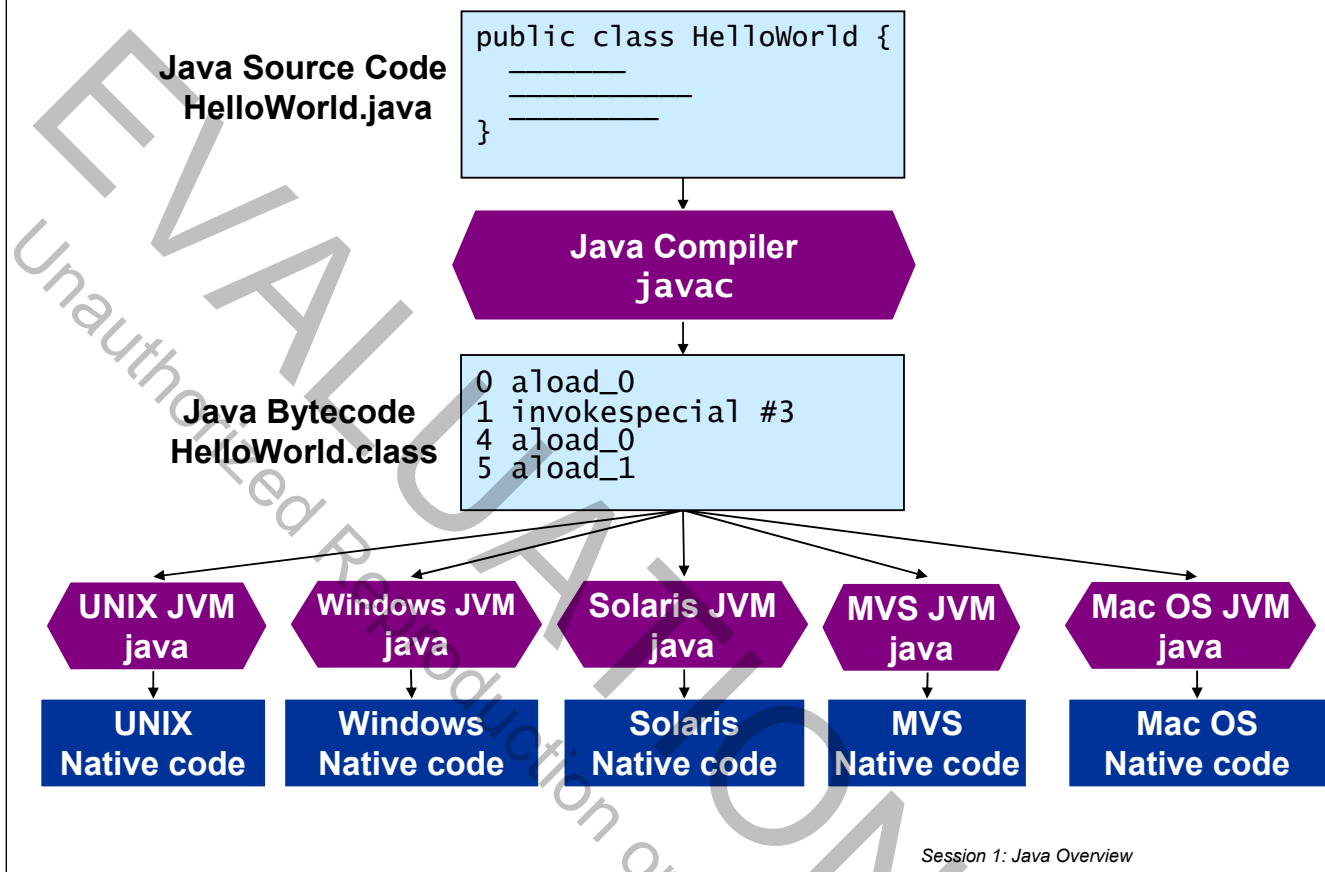 public class HelloWorld {
}
Java Source Code
HelloWorld.java
Java Compiler
javac
0 aload_0
1 invokespecial #3
4 aload_0
5 aload_1
Java Bytecode
HelloWorld.class
UNIX JVM
java
Windows JVM
java
Solaris JVM
java
MVS JVM
java
Mac OS JVM
java
UNIX
Native code
Windows
Native code
Solaris
Native code
MVS
Native code
Mac OS
Native code
Session 1: Java Overview
EVALUATION
Unauthorized Reproduction or